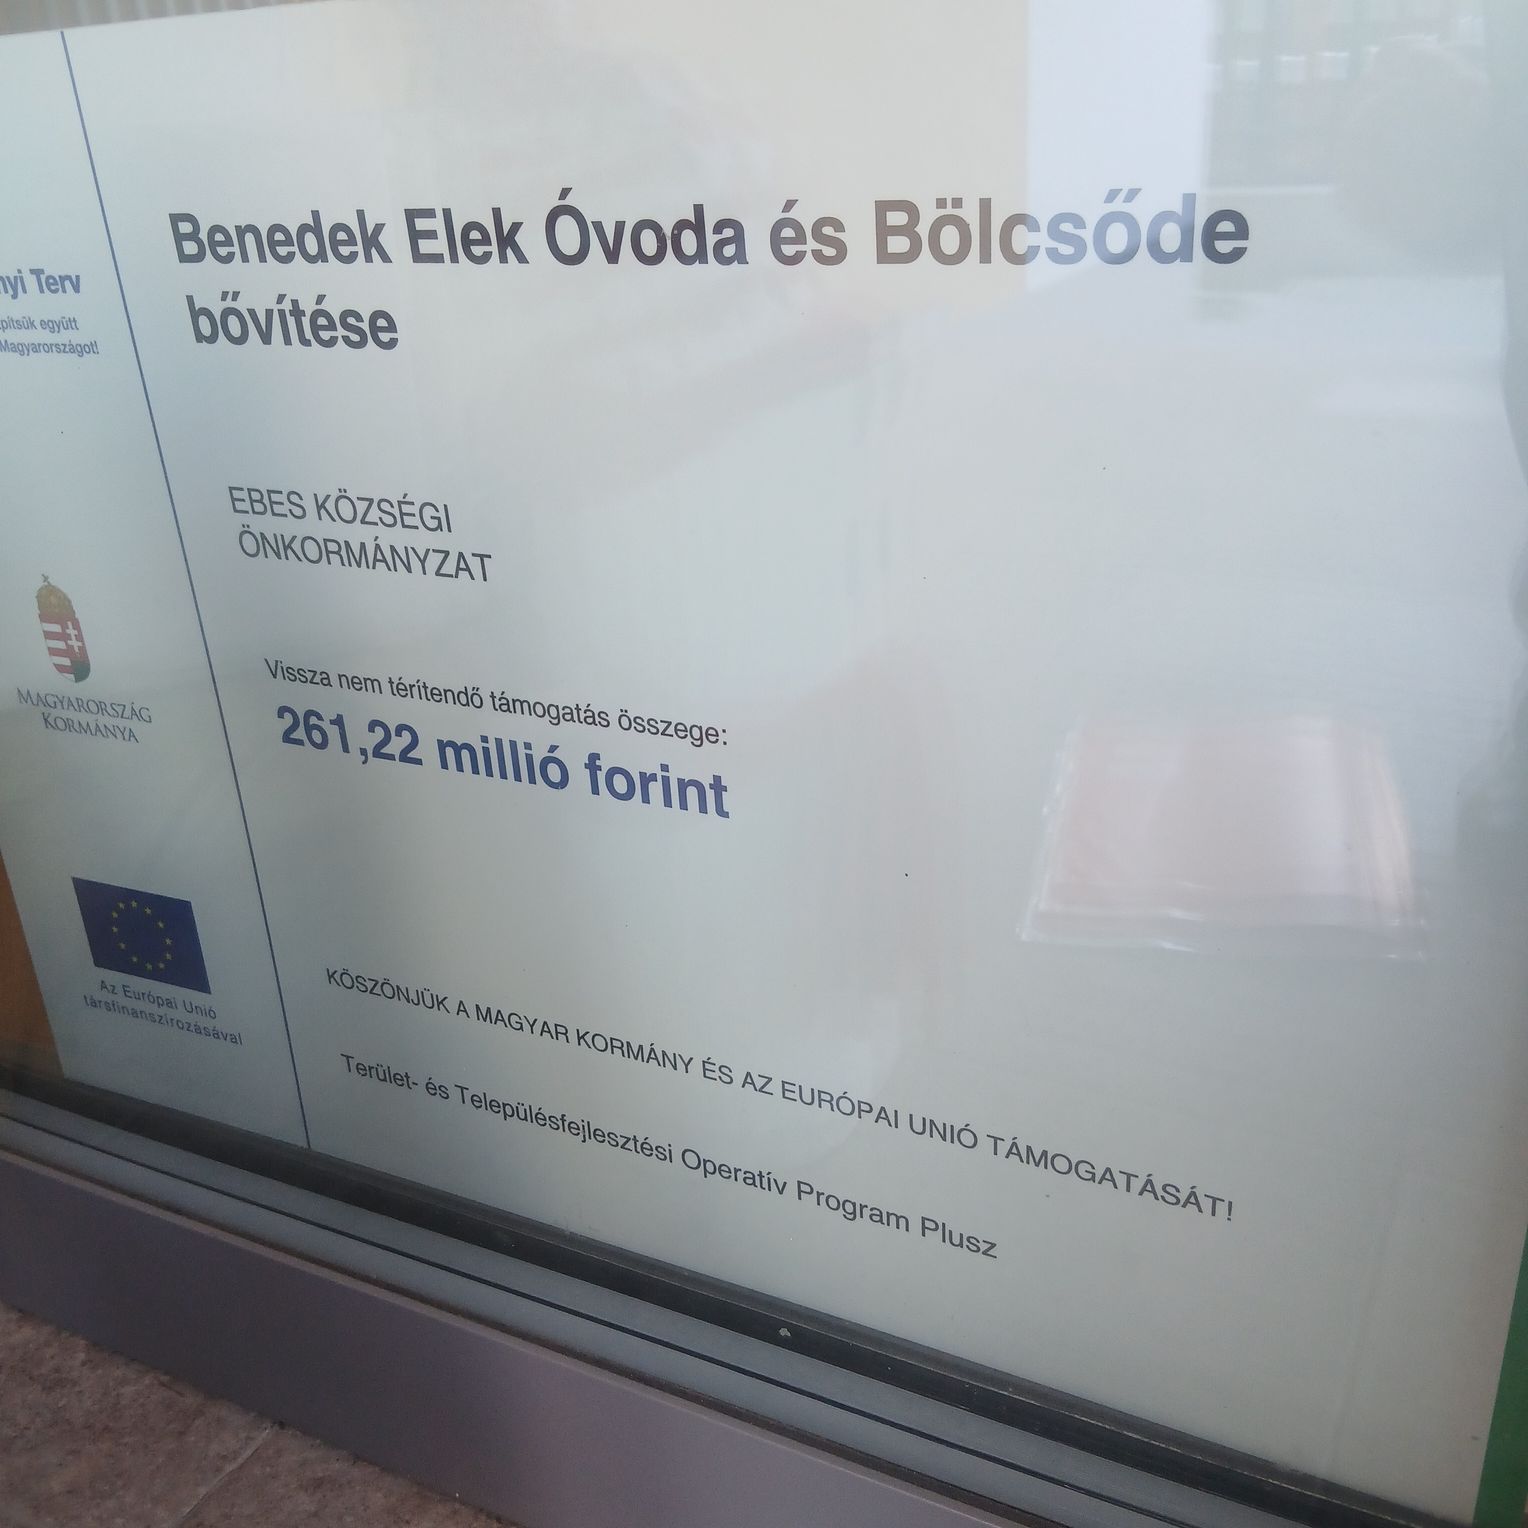 Benedek Elek Óvoda és Bölcsőde
bővítése
EBES KÖZSÉGI
ÖNKORMÁNYZAT
Vissza nem térítendő támogatás összege:
261,22 millió forint
KÖSZÖNJÜK A MAGYAR KORMÁNY ÉS AZ EURÓPAI UNIÓ TÁMOGATÁSÁT!
Terület- és Településfejlesztési Operatív Program Plusz
Terv
együtt
Magyarországot!
MAGYARORSZÁG
KORMÁNYA
Az Európai Unió
társfinanszírozásával